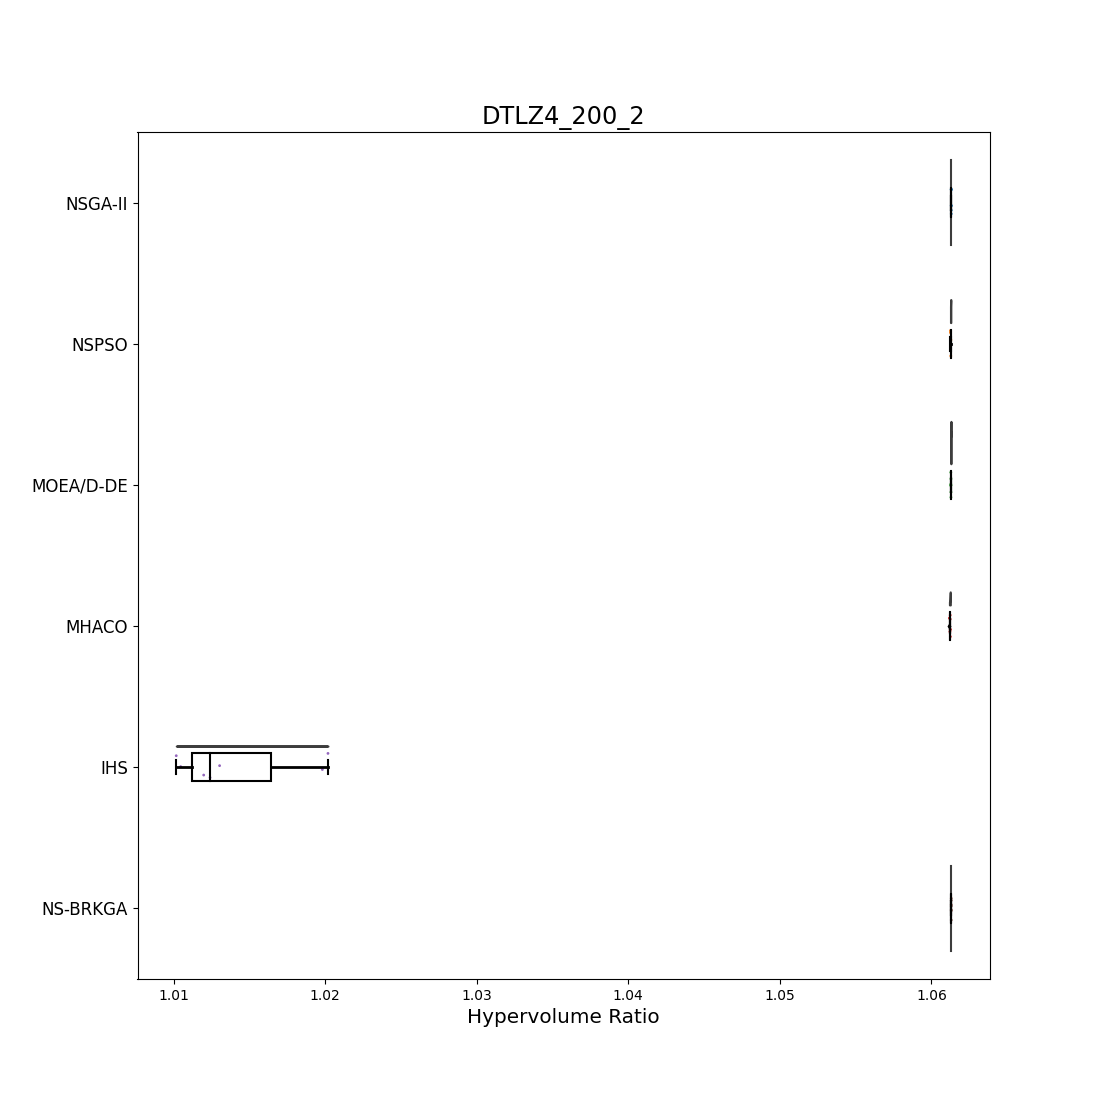 DTLZ4_200_2
NSGA-II
NSPSO
MOEA/D-DE
MHACO
IHS
NS-BRKGA
1.01 1.02 1.03 1.04 1.05 1.06
Hypervolume Ratio